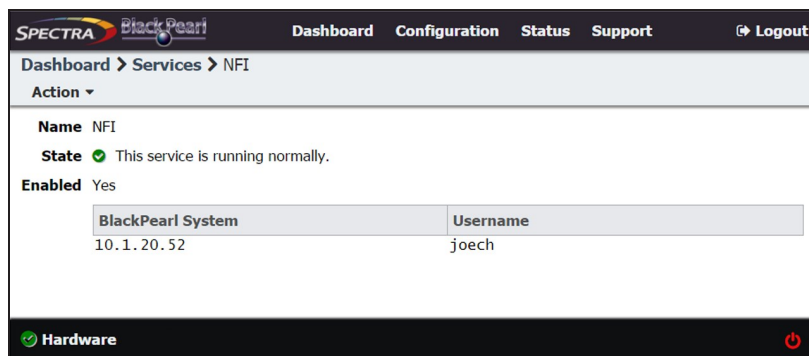 SPECTRA BlackPearl Dashboard Configuration Status Support Logout
Dashboard > Services > NFI
Action
Name NFI
State This service is running normally.
Enabled Yes
BlackPearl System Username
10.1.20.52 joech
Hardware